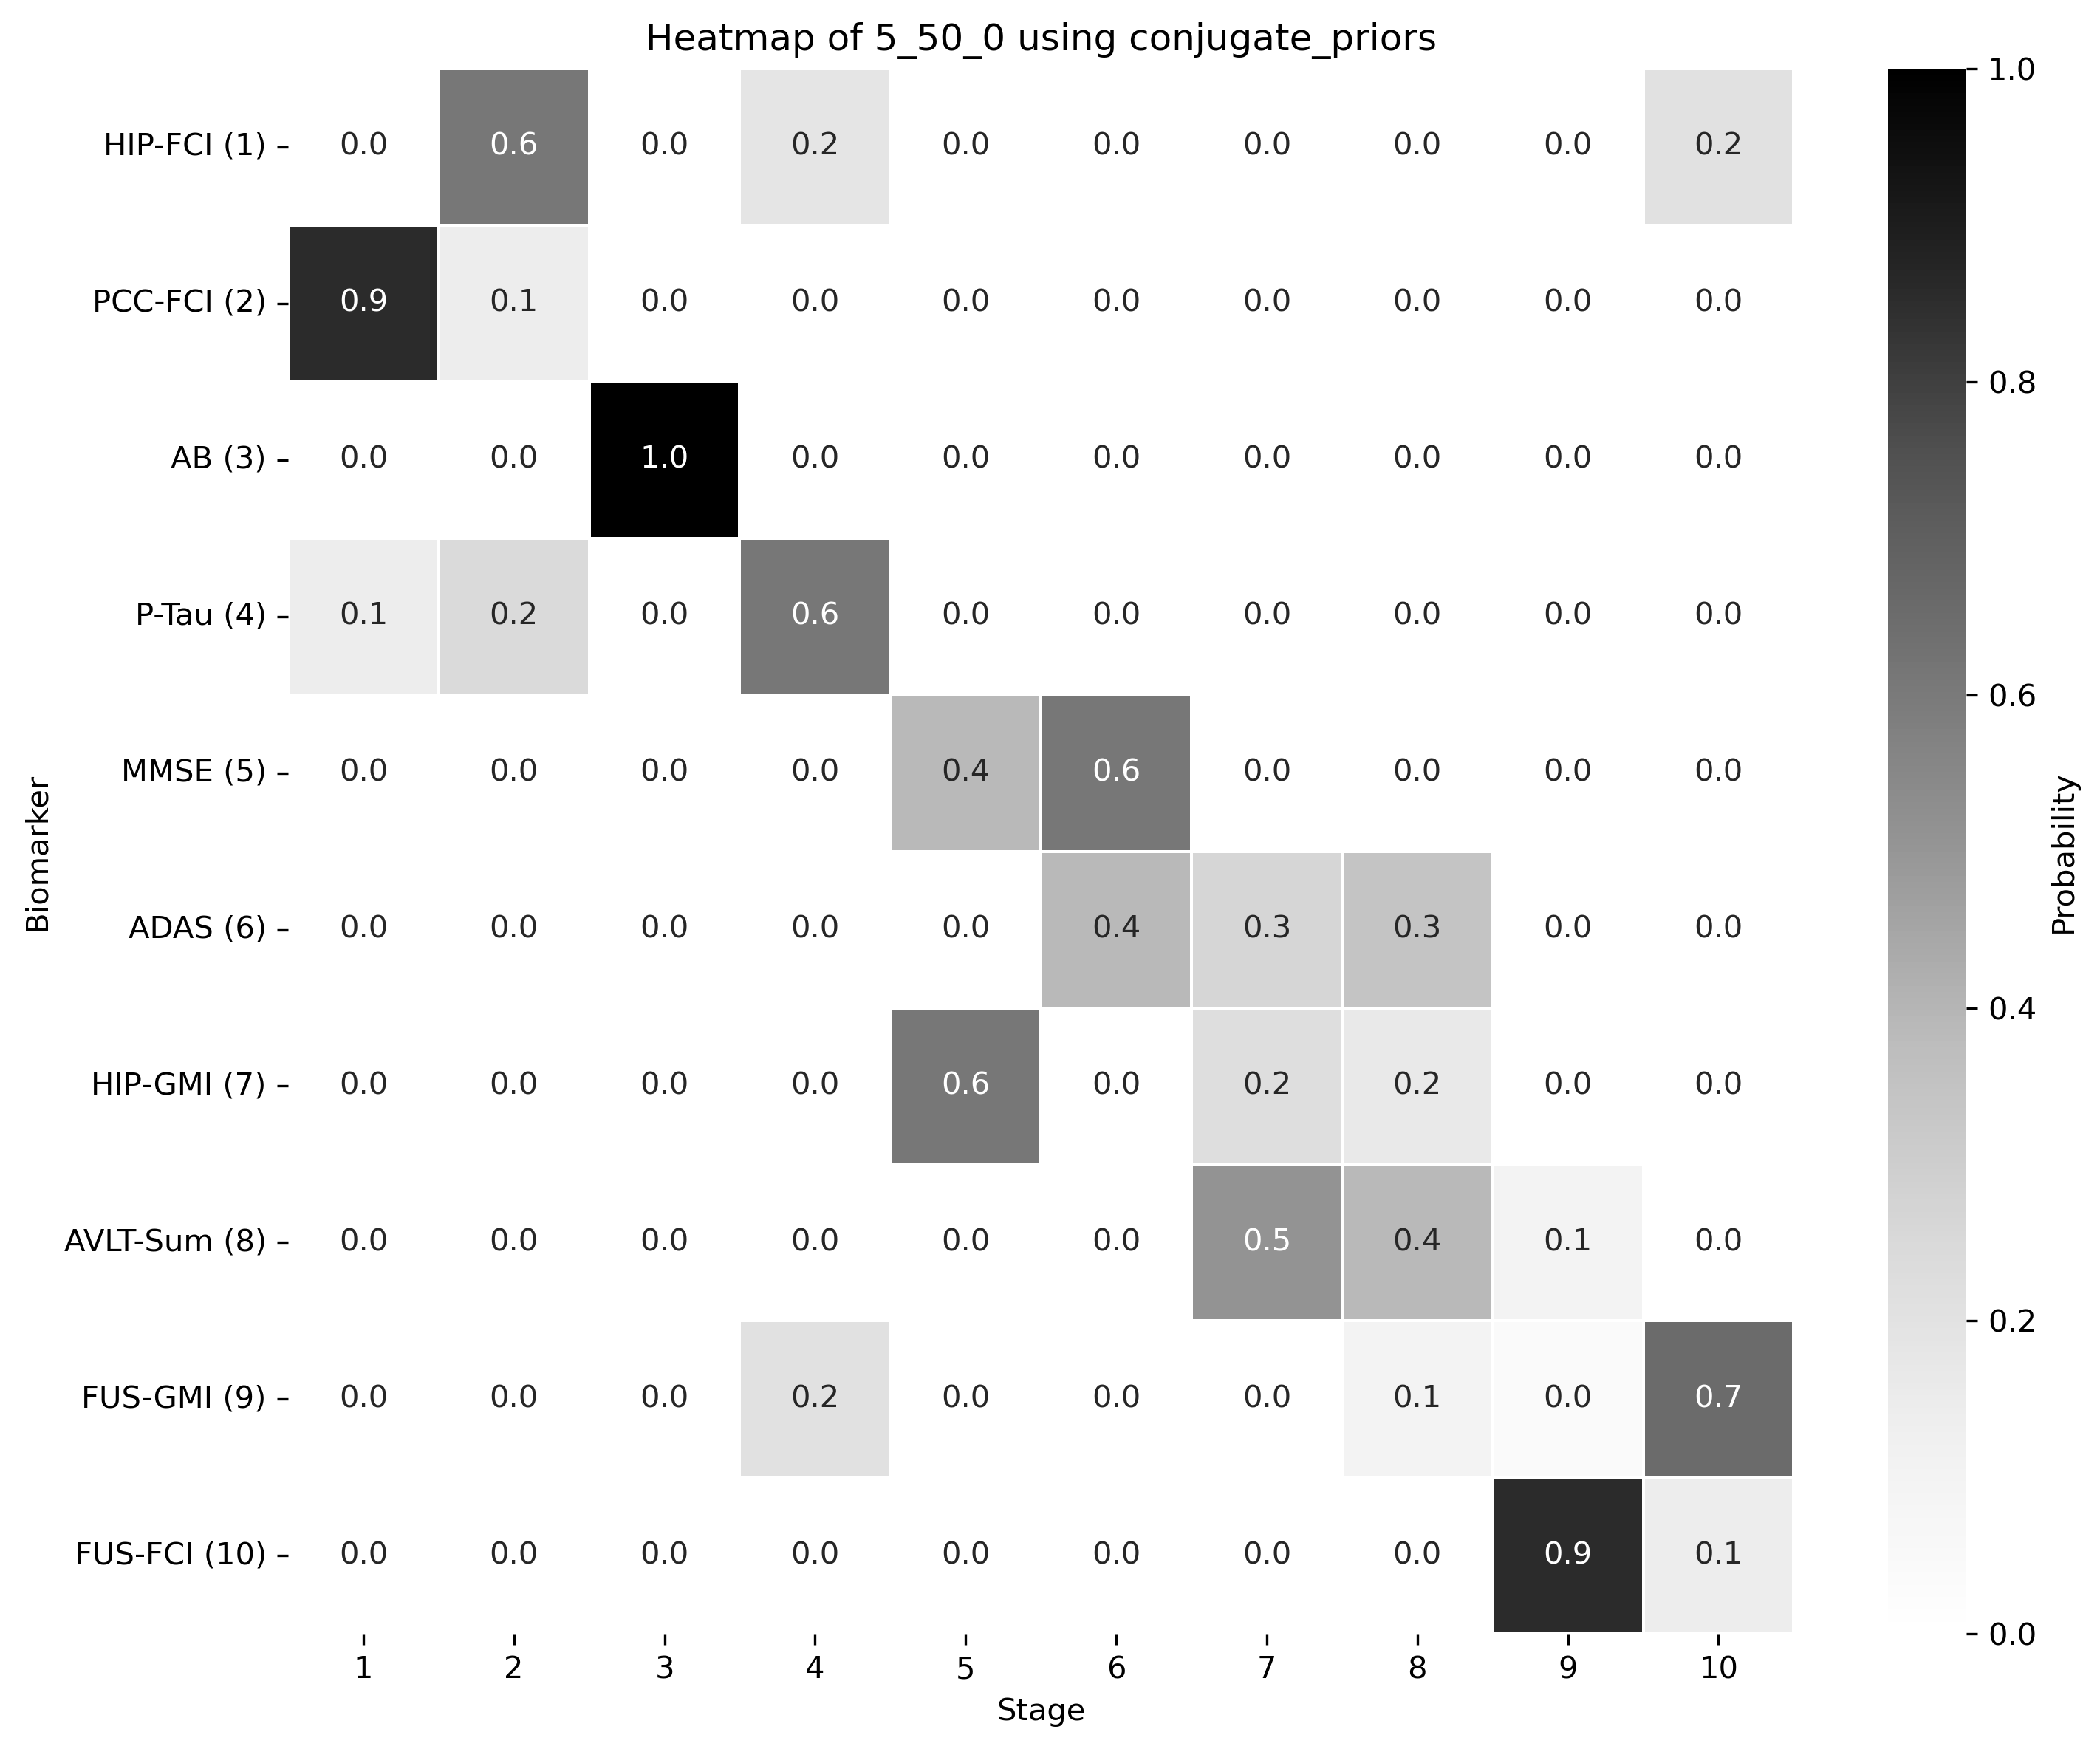 Heatmap of 5_50_0 using conjugate_priors
HIP-FCI (1) 0.0 0.6 0.0 0.2 0.0 0.0 0.0 0.0 0.0 0.2
PCC-FCI (2) 0.9 0.1 0.0 0.0 0.0 0.0 0.0 0.0 0.0 0.0
AB (3) 0.0 0.0 1.0 0.0 0.0 0.0 0.0 0.0 0.0 0.0
P-Tau (4) 0.1 0.2 0.0 0.6 0.0 0.0 0.0 0.0 0.0 0.0
MMSE (5) 0.0 0.0 0.0 0.0 0.4 0.6 0.0 0.0 0.0 0.0
ADAS (6) 0.0 0.0 0.0 0.0 0.0 0.4 0.3 0.3 0.0 0.0
HIP-GMI (7) 0.0 0.0 0.0 0.0 0.6 0.0 0.2 0.2 0.0 0.0
AVLT-Sum (8) 0.0 0.0 0.0 0.0 0.0 0.0 0.5 0.4 0.1 0.0
FUS-GMI (9) 0.0 0.0 0.0 0.2 0.0 0.0 0.0 0.1 0.0 0.7
FUS-FCI (10) 0.0 0.0 0.0 0.0 0.0 0.0 0.0 0.0 0.9 0.1
1 2 3 4 5 6 7 8 9 10
Stage
Biomarker
1.0
0.8
0.6
0.4
0.2
0.0
Probability